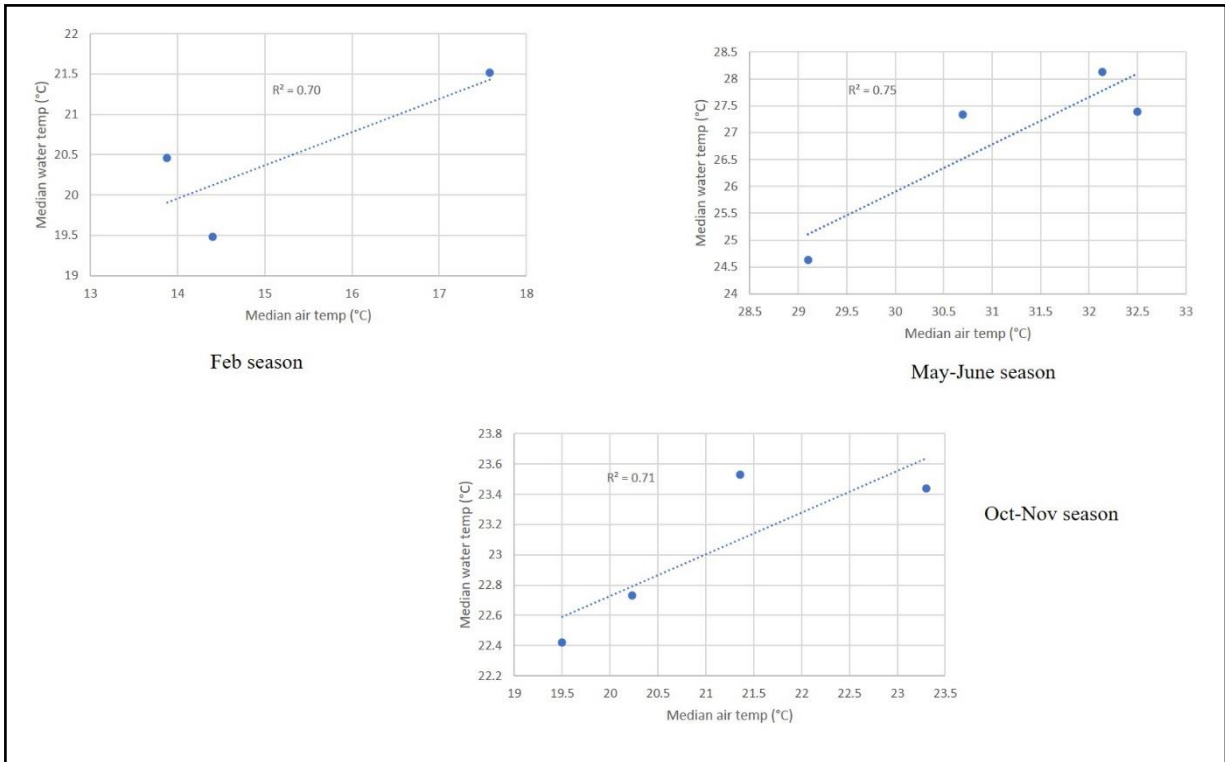 22
21.5
21
20.5
20
19.5
19
Median water temp (°C)
R² = 0.70
13 14 15 16 17 18
Median air temp (°C)
Feb season
28.5
28
27.5
27
26.5
26
25.5
25
24.5
24
Median water temp (°C)
R² = 0.75
28.5 29 29.5 30 30.5 31 31.5 32 32.5 33
Median air temp (°C)
May-June season
23.8
23.6
23.4
23.2
23
22.8
22.6
22.4
22.2
Median water temp (°C)
R² = 0.71
19 19.5 20 20.5 21 21.5 22 22.5 23 23.5
Median air temp (°C)
Oct-Nov season